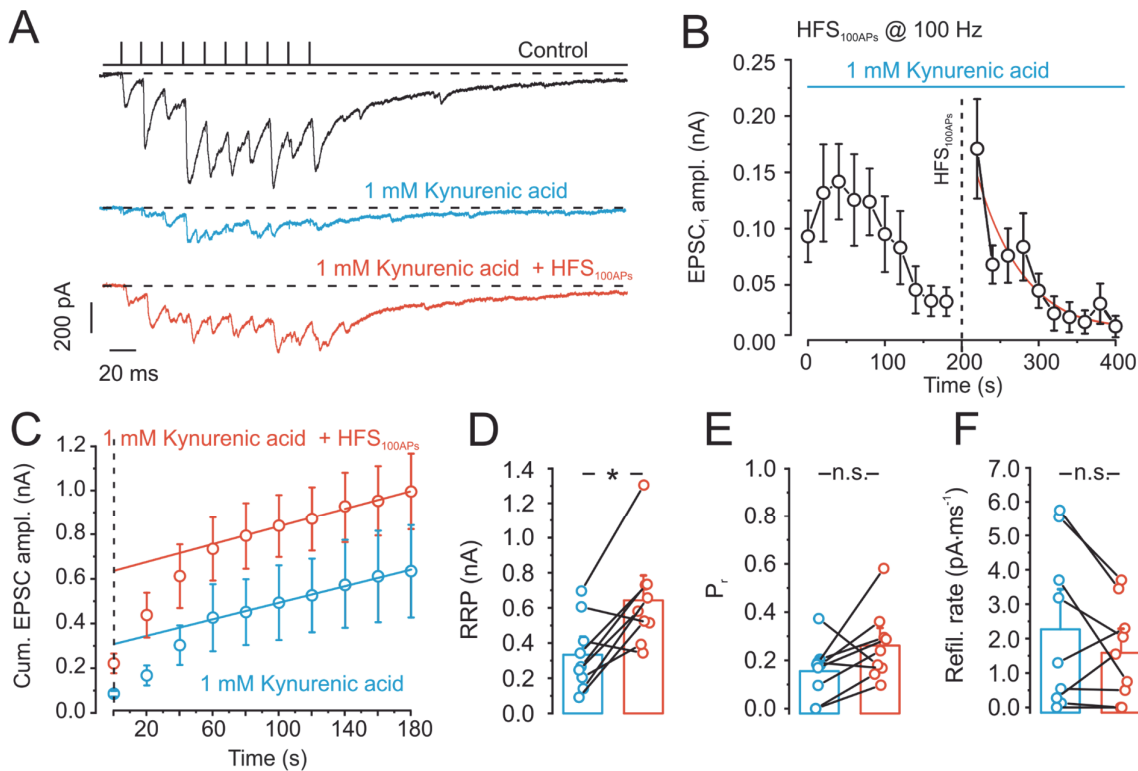 A
Control
1 mM Kynurenic acid
1 mM Kynurenic acid + HFS100APs
200 pA
20 ms
B
HFS100APs @ 100 Hz
1 mM Kynurenic acid
HFS100APs
EPSC1 ampl. (nA)
0.25
0.20
0.15
0.10
0.05
0.00
0 100 200 300 400
Time (s)
C
1 mM Kynurenic acid + HFS100APs
1 mM Kynurenic acid
Cum. EPSC ampl. (nA)
1.2
1.0
0.8
0.6
0.4
0.2
0.0
20 60 100 140 180
Time (s)
D
*
RRP (nA)
1.4
1.2
1.0
0.8
0.6
0.4
0.2
0.0
E
n.s.
Pr
1.0
0.8
0.6
0.4
0.2
0.0
F
n.s.
Refil. rate (pA·ms-1)
7.0
6.0
5.0
4.0
3.0
2.0
1.0
0.0